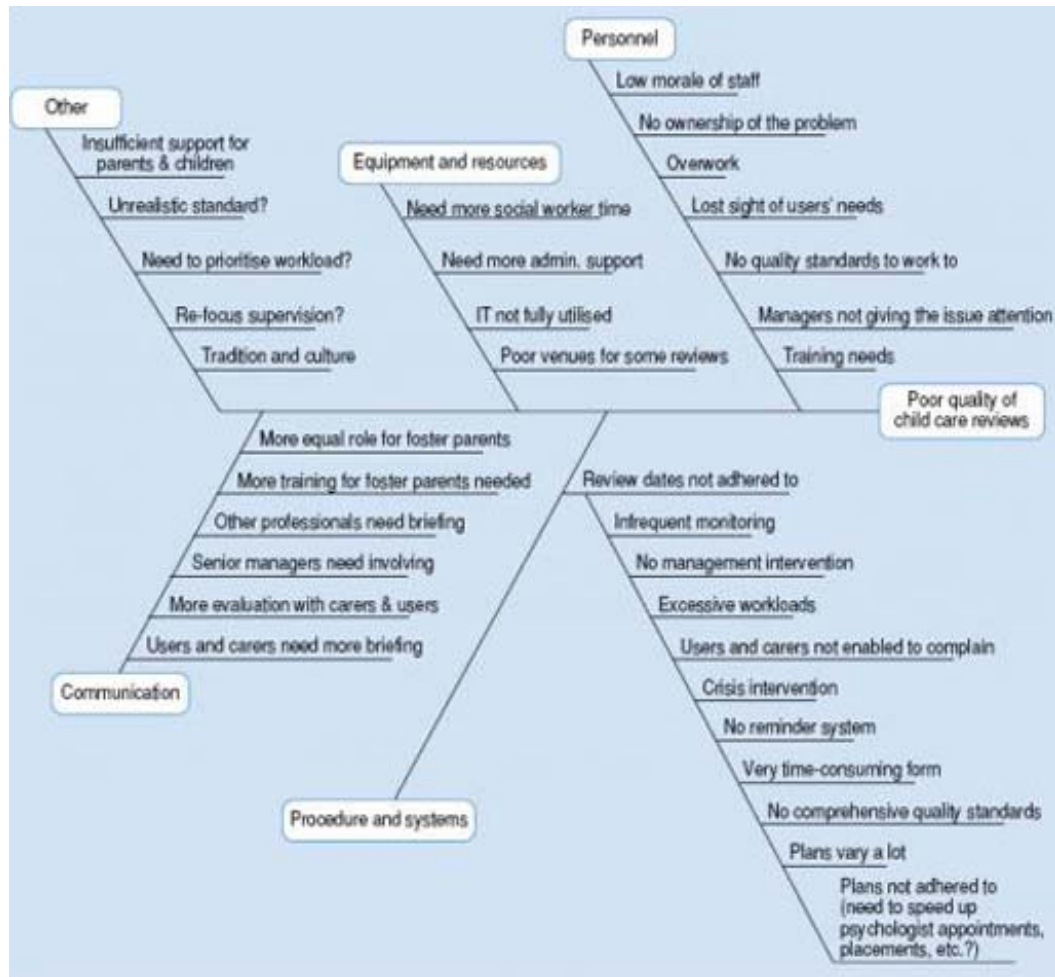 Personnel
Low morale of staff
No ownership of the problem
Overwork
Lost sight of users' needs
No quality standards to work to
Managers not giving the issue attention
Training needs
Other
Insufficient support for
parents & children
Unrealistic standard?
Need to prioritise workload?
Re-focus supervision?
Tradition and culture
Equipment and resources
Need more social worker time
Need more admin. support
IT not fully utilised
Poor venues for some reviews
Poor quality of
child care reviews
More equal role for foster parents
More training for foster parents needed
Other professionals need briefing
Senior managers need involving
More evaluation with carers & users
Users and carers need more briefing
Communication
Review dates not adhered to
Infrequent monitoring
No management intervention
Excessive workloads
Users and carers not enabled to complain
Crisis intervention
No reminder system
Very time-consuming form
No comprehensive quality standards
Plans vary a lot
Plans not adhered to
(need to speed up
psychologist appointments,
placements, etc.?)
Procedure and systems